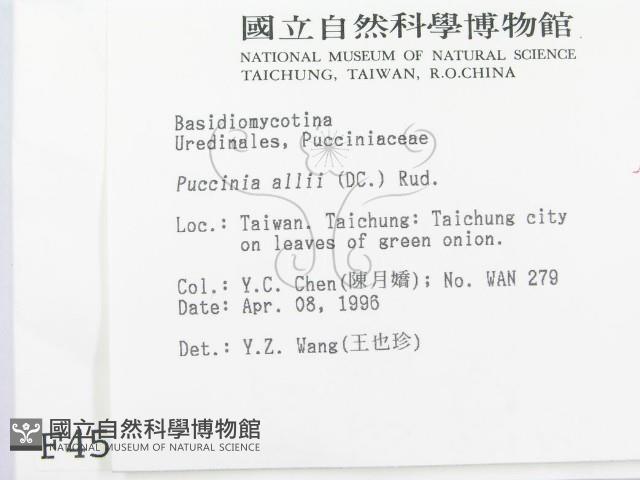 國立自然科學博物館
NATIONAL MUSEUM OF NATURAL SCIENCE
TAICHUNG, TAIWAN, R.O.CHINA
Basidiomycotina
Uredinales, Pucciniaceae
Puccinia allii (DC.) Rud.
Loc.: Taiwan. Taichung: Taichung city
on leaves of green onion.
Col.: Y.C. Chen(陳月嬌); No. WAN 279
Date: Apr. 08, 1996
Det.: Y.Z. Wang(王也珍)
國立自然科學博物館
NATIONAL MUSEUM OF NATURAL SCIENCE
F45